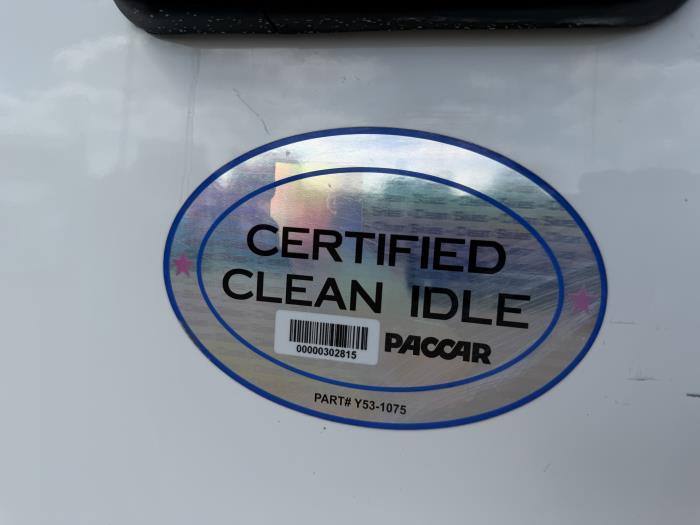 CERTIFIED
CLEAN IDLE
00000302815
PACCAR
PART# Y53-1075